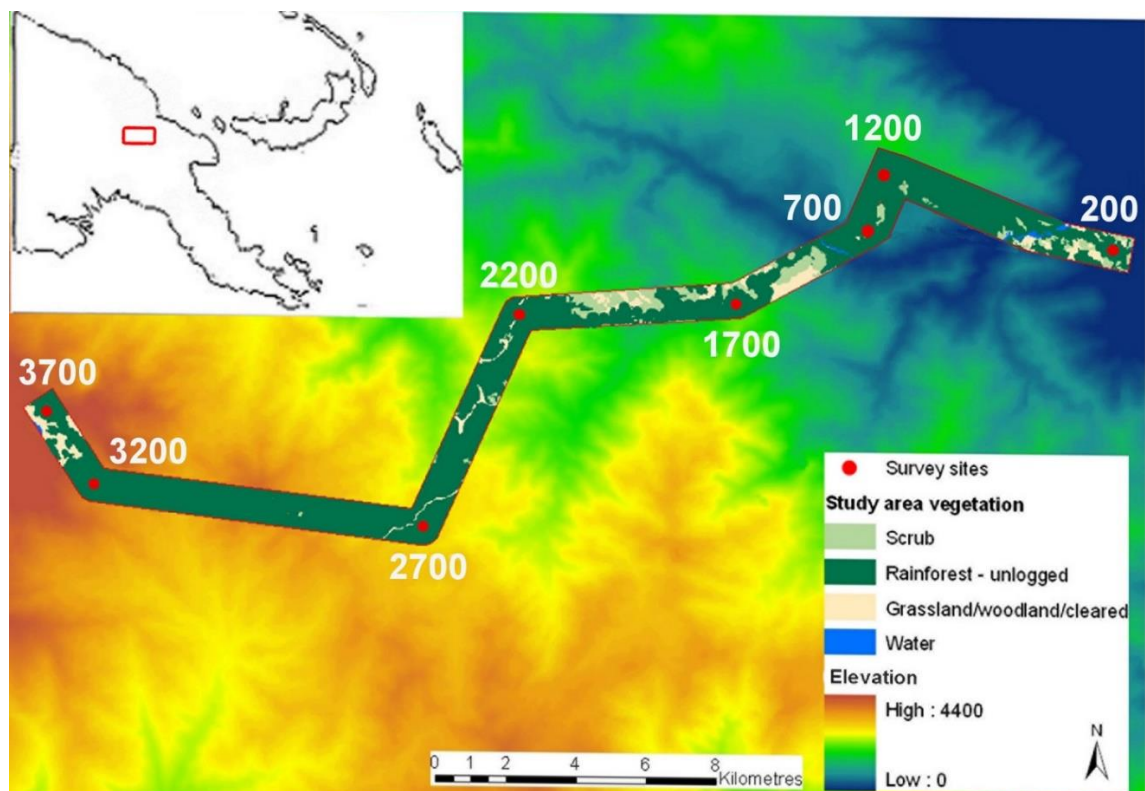 1200
700
200
2200
1700
3700
3200
2700
Survey sites
Study area vegetation
Scrub
Rainforest - unlogged
Grassland/woodland/cleared
Water
Elevation
High : 4400
Low : 0
N
0 1 2 4 6 8
Kilometres